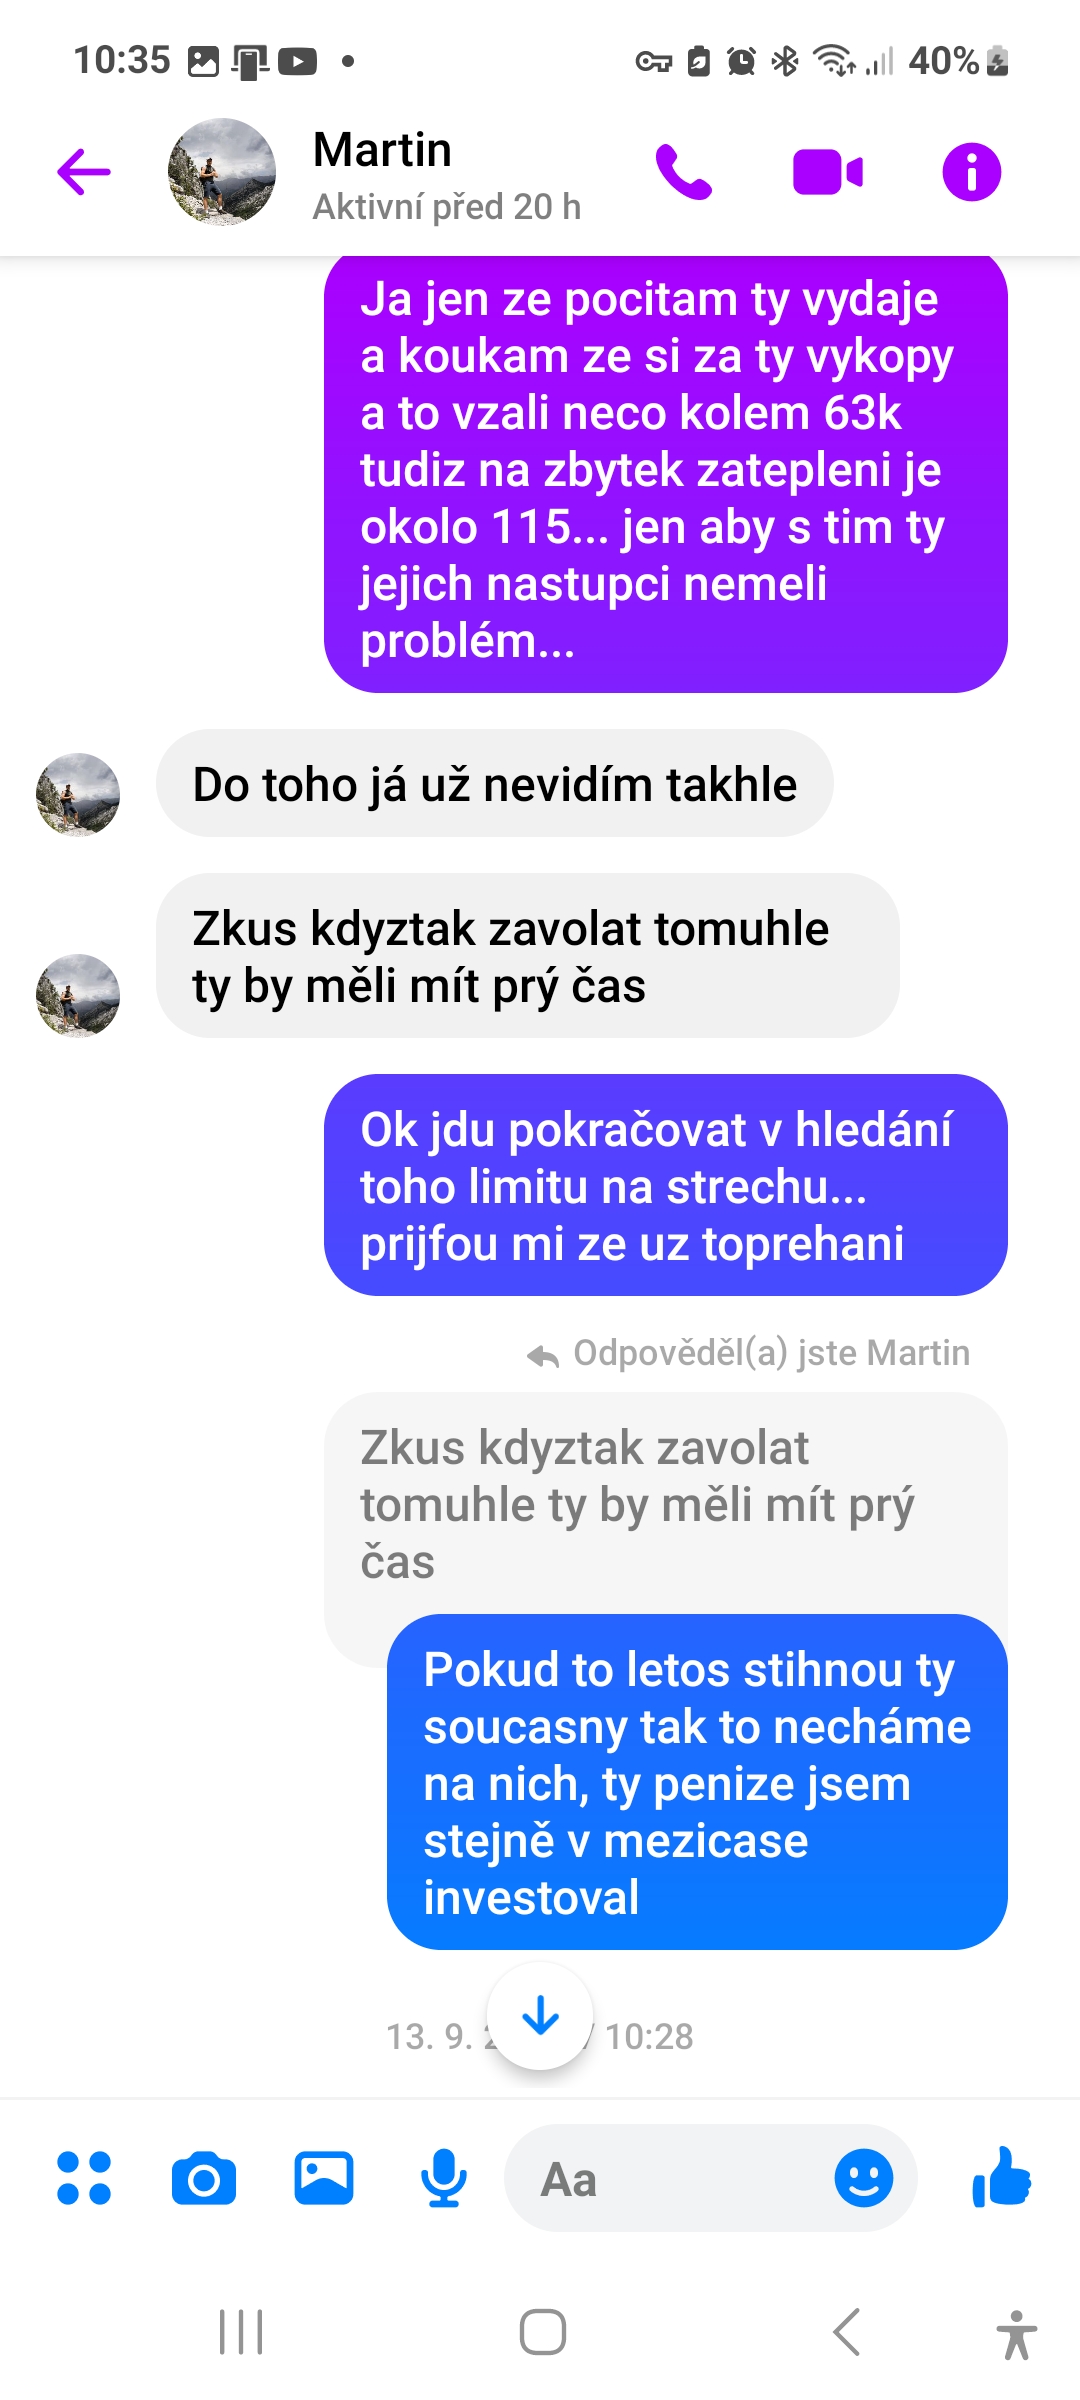 10:35
40%
Martin
Aktivní před 20 h
Ja jen ze pocitam ty vydaje
a koukam ze si za ty vykopy
a to vzali neco kolem 63k
tudiz na zbytek zatepleni je
okolo 115... jen aby s tim ty
jejich nastupci nemeli
problém...
Do toho já už nevidím takhle
Zkus kdyztak zavolat tomuhle
ty by měli mít prý čas
Ok jdu pokračovat v hledání
toho limitu na strechu...
prijfou mi ze uz toprehani
Odpověděl(a) jste Martin
Zkus kdyztak zavolat
tomuhle ty by měli mít prý
čas
Pokud to letos stihnou ty
soucasny tak to necháme
na nich, ty penize jsem
stejně v mezicase
investoval
13. 9. 10:28
Aa